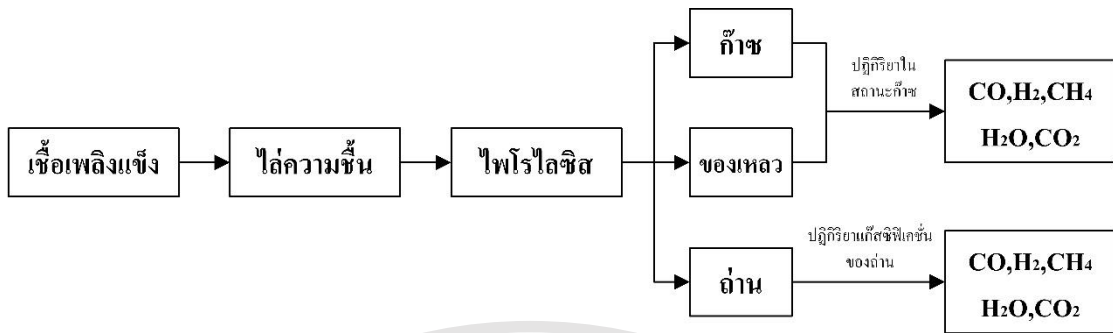 เชื้อเพลิงแข็ง
ไล่ความชื้น
ไพโรไลซิส
ก๊าซ
ของเหลว
ถ่าน
ปฏิกิริยาใน
สถานะก๊าซ
ปฏิกิริยาแก๊สซิฟิเคชั่น
ของถ่าน
CO,H₂,CH₄
H₂O,CO₂
CO,H₂,CH₄
H₂O,CO₂